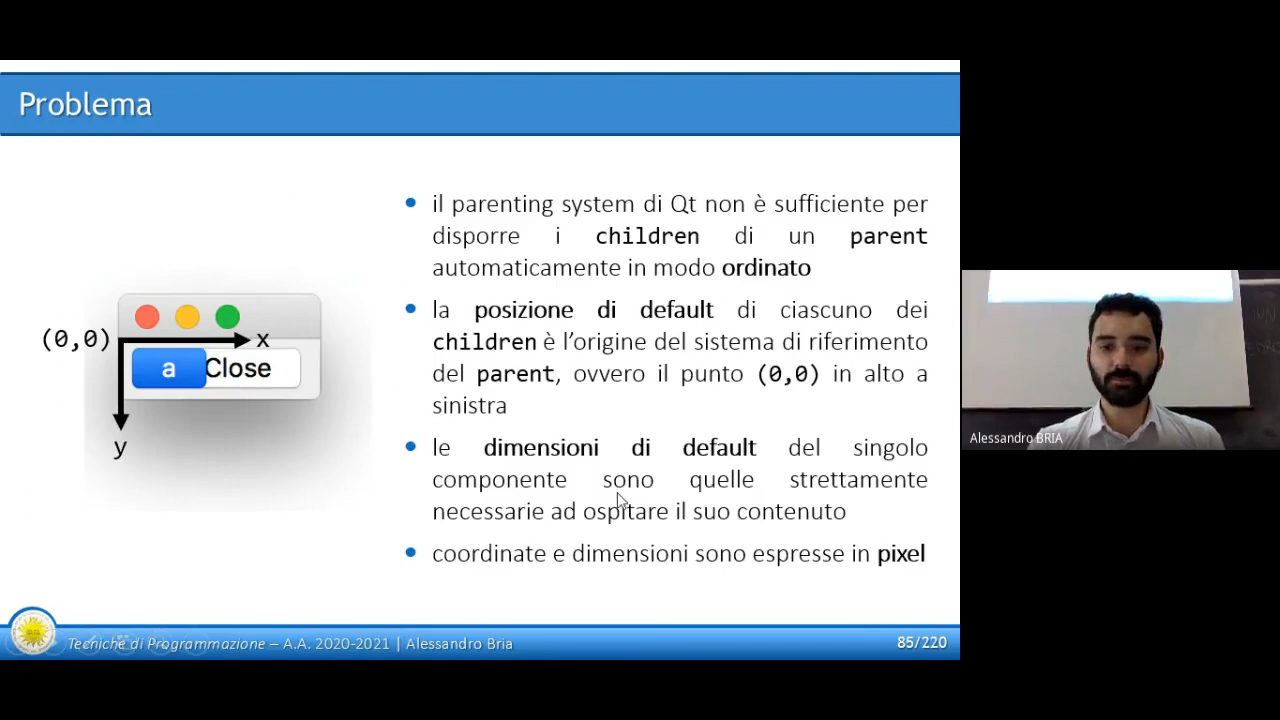 Problema
(0,0)
x
a
Close
y
• il parenting system di Qt non è sufficiente per
disporre i children di un parent
automaticamente in modo ordinato
• la posizione di default di ciascuno dei
children è l’origine del sistema di riferimento
del parent, ovvero il punto (0,0) in alto a
sinistra
• le dimensioni di default del singolo
componente sono quelle strettamente
necessarie ad ospitare il suo contenuto
• coordinate e dimensioni sono espresse in pixel
Alessandro BRIA
Tecniche di Programmazione – A.A. 2020-2021 | Alessandro Bria
85/220